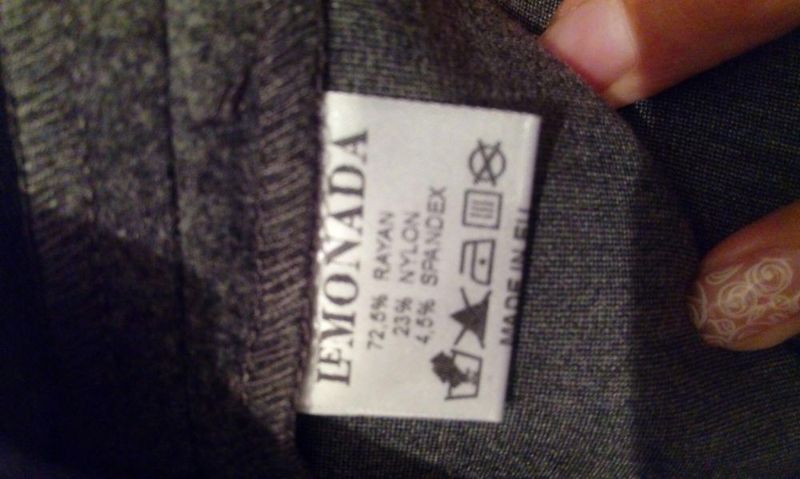 LEMONADA
72,5% RAYAN
23% NYLON
4,5% SPANDEX
MADE IN EU